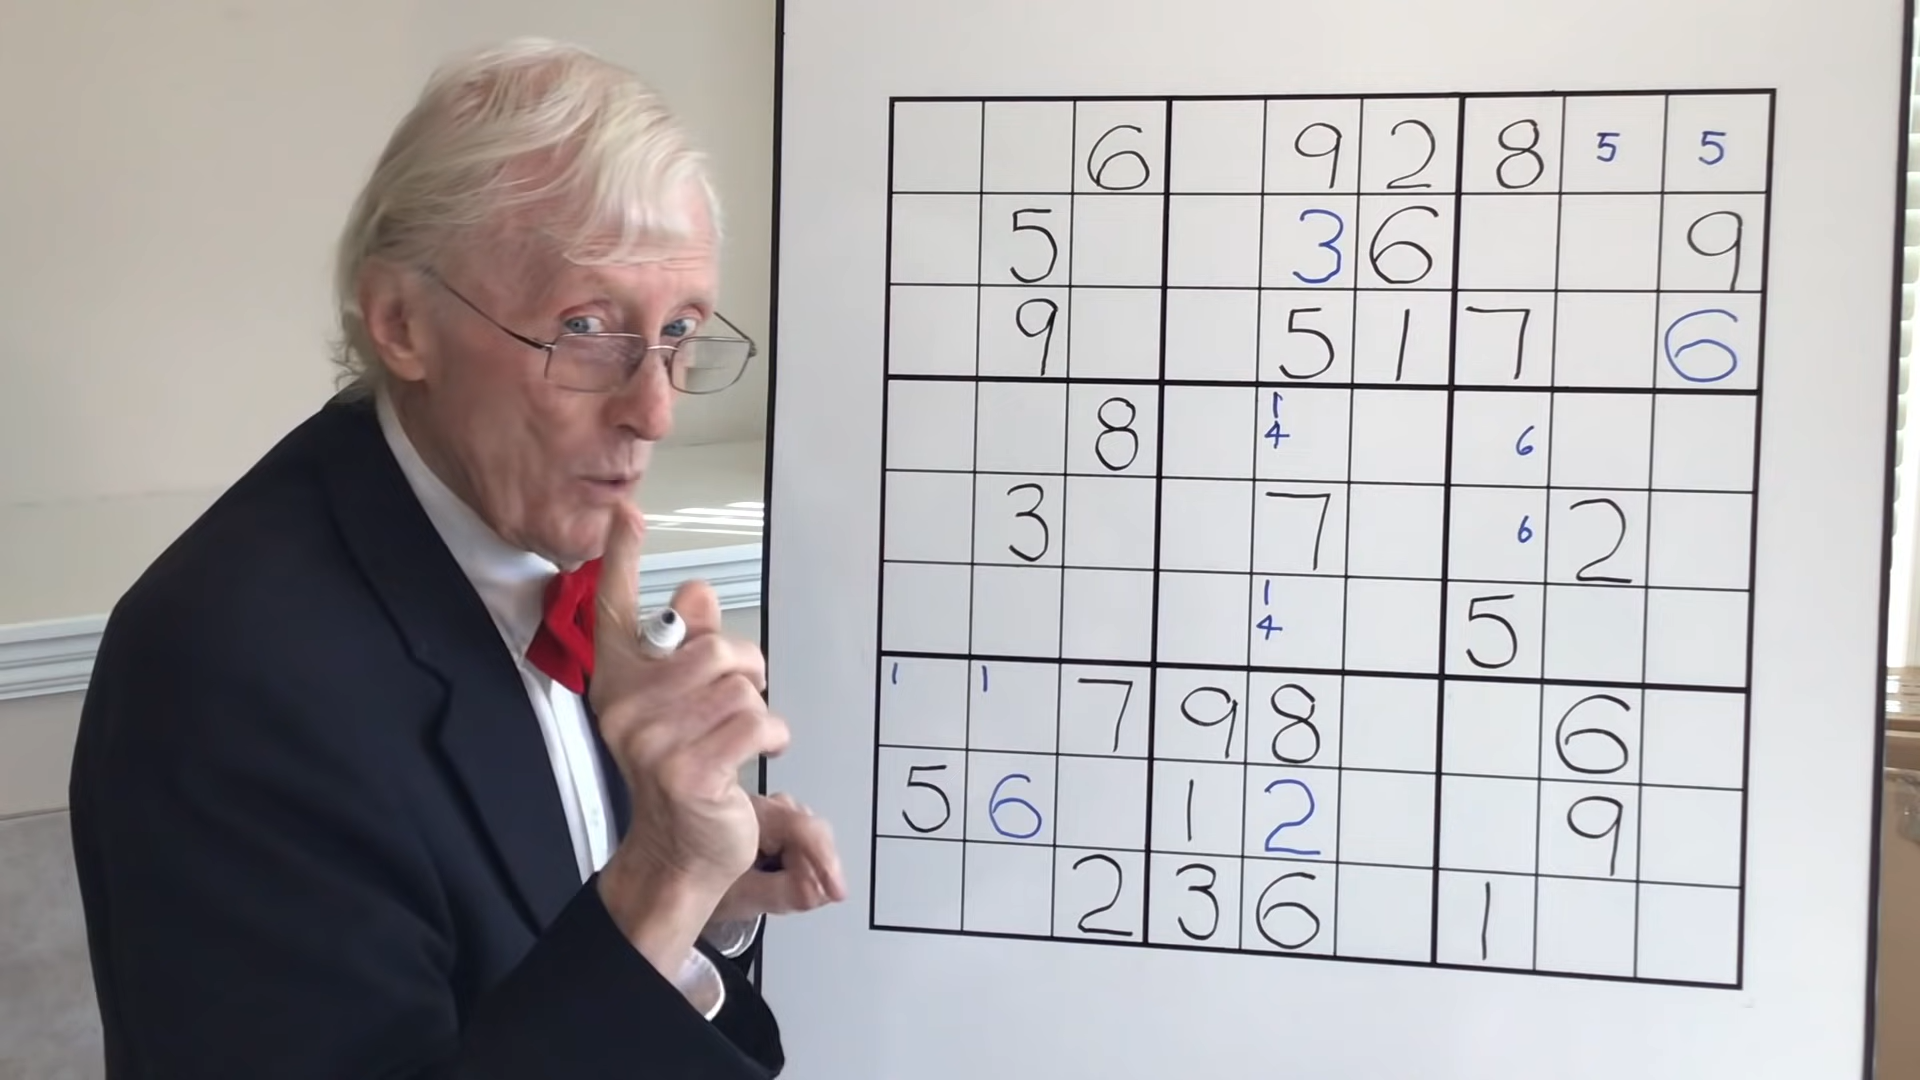 6 9 2 8 5 5
5 3 6 9
9 5 1 7 6
8 1 4 6
3 7 6 2
1 4 5
1 1 7 9 8 6
5 6 1 2 9
2 3 6 1